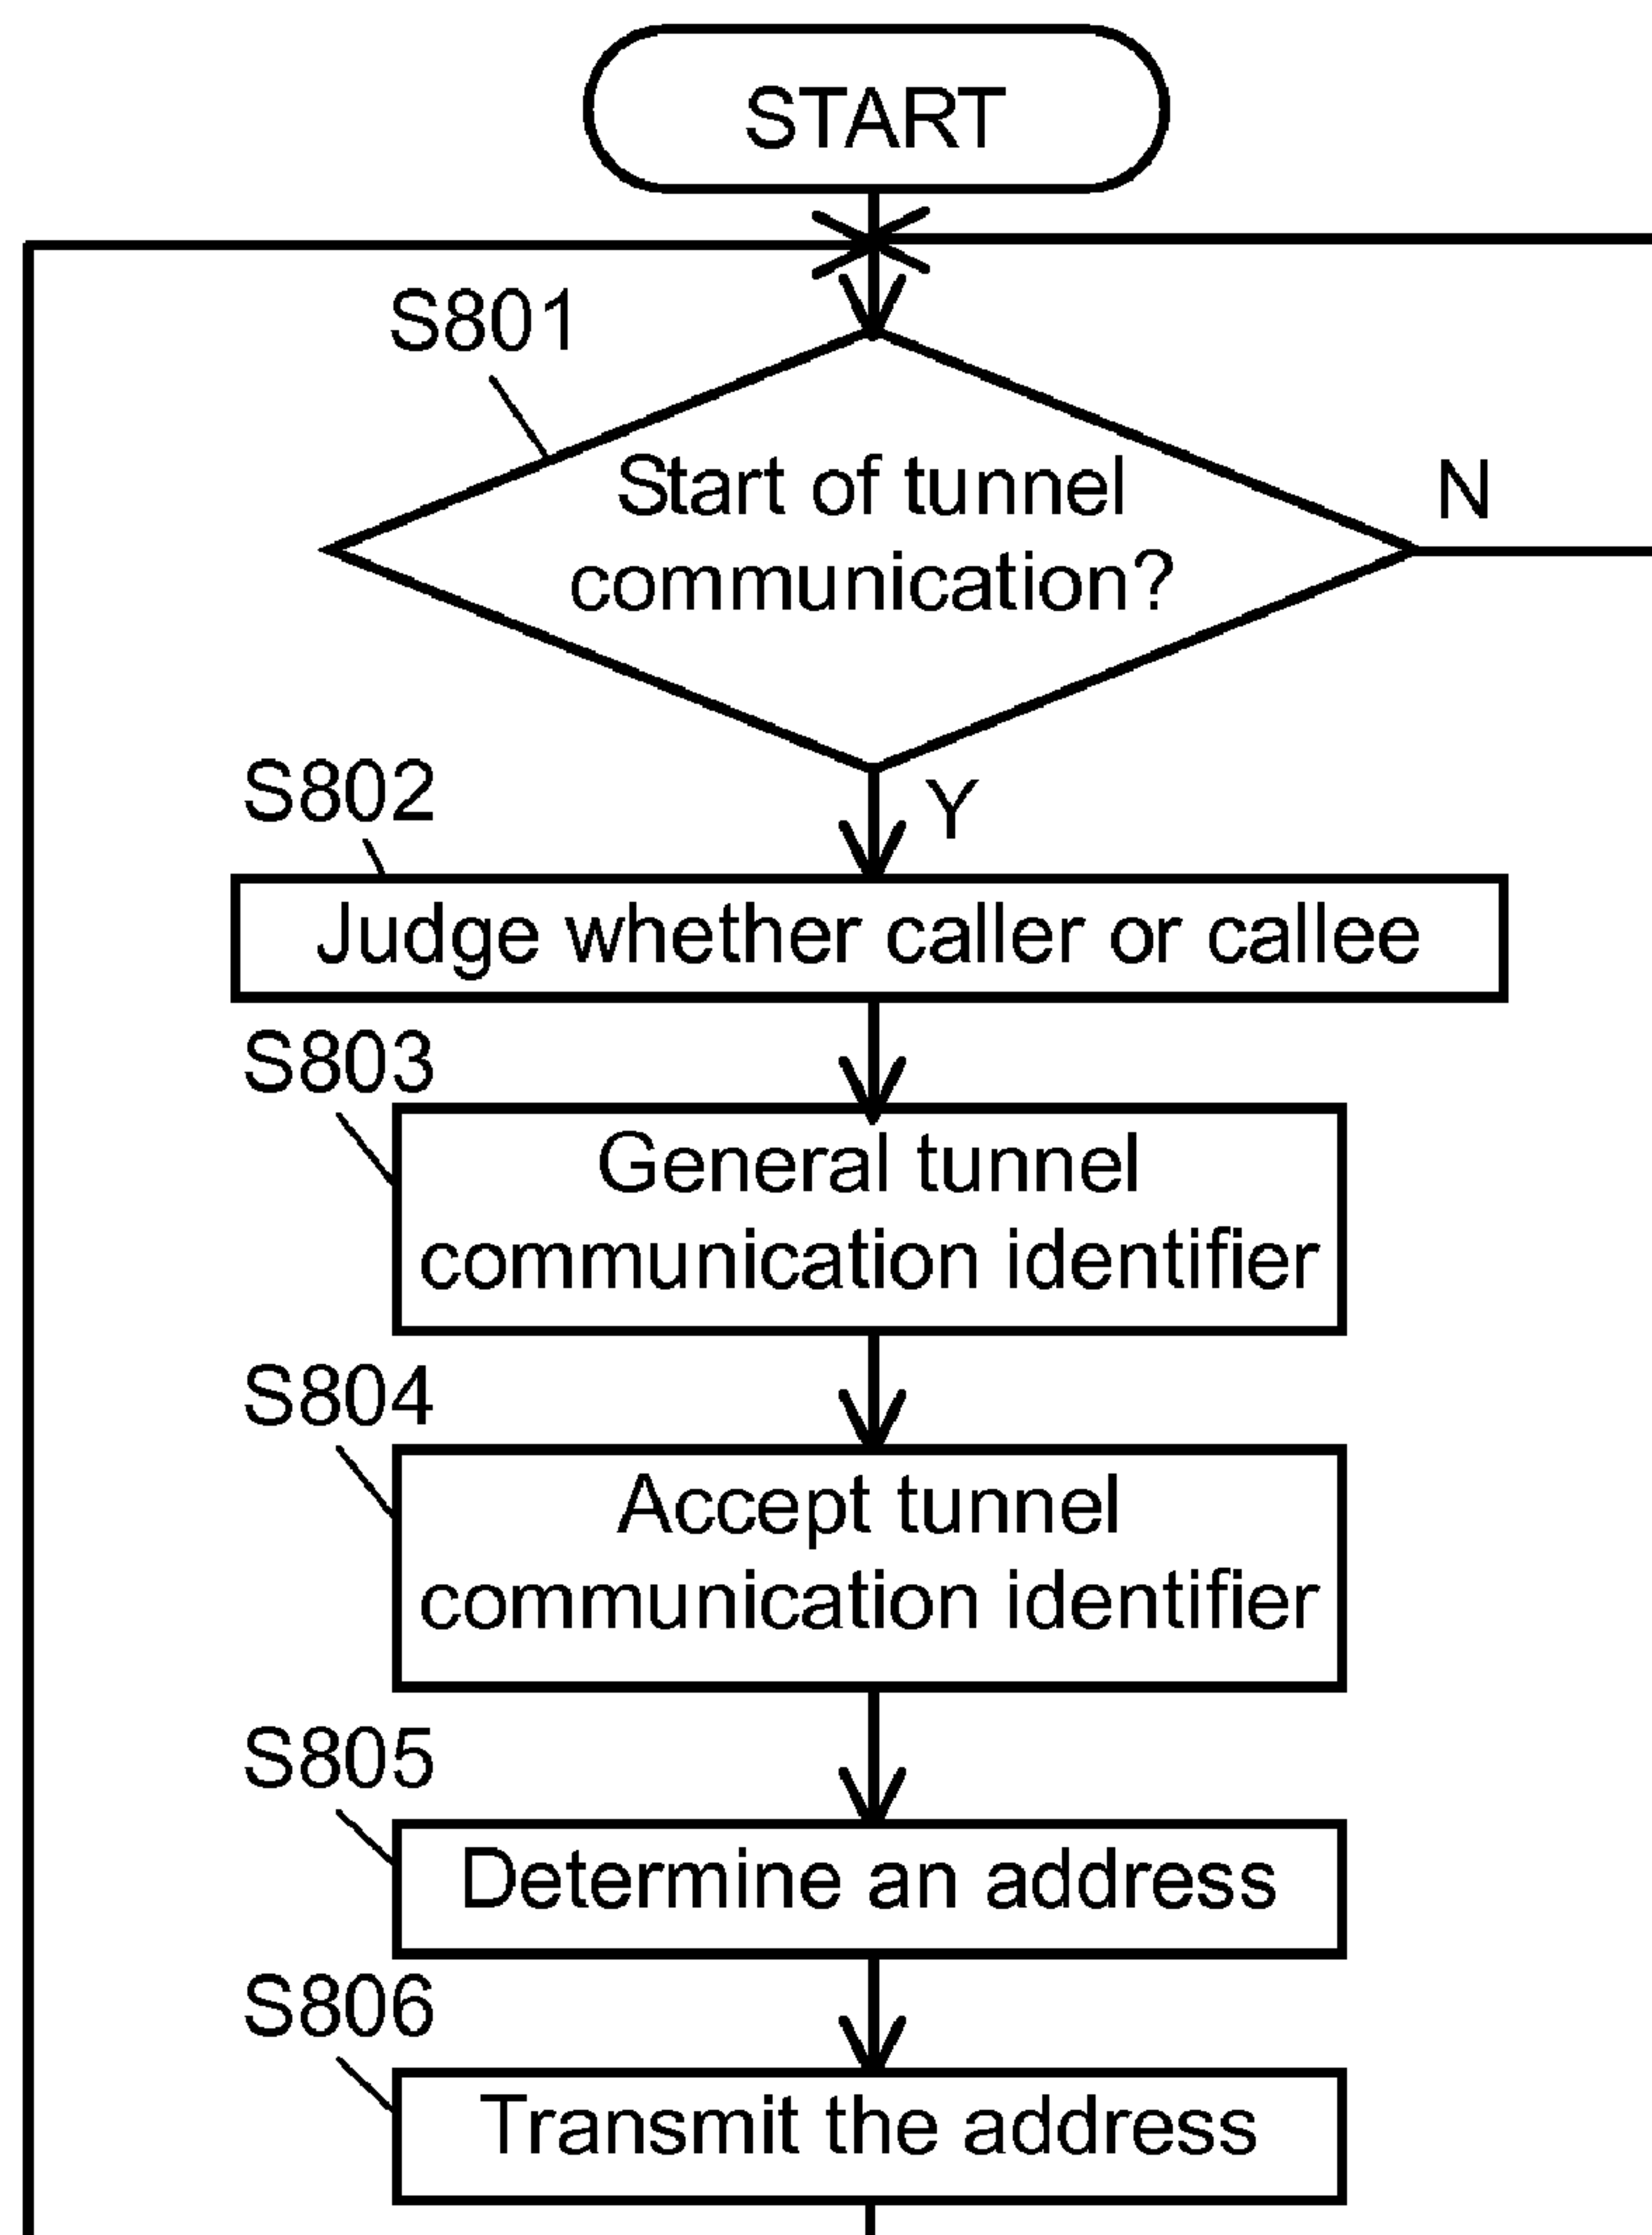 START
S801
Start of tunnel
communication?
N
Y
S802
Judge whether caller or callee
S803
General tunnel
communication identifier
S804
Accept tunnel
communication identifier
S805
Determine an address
S806
Transmit the address